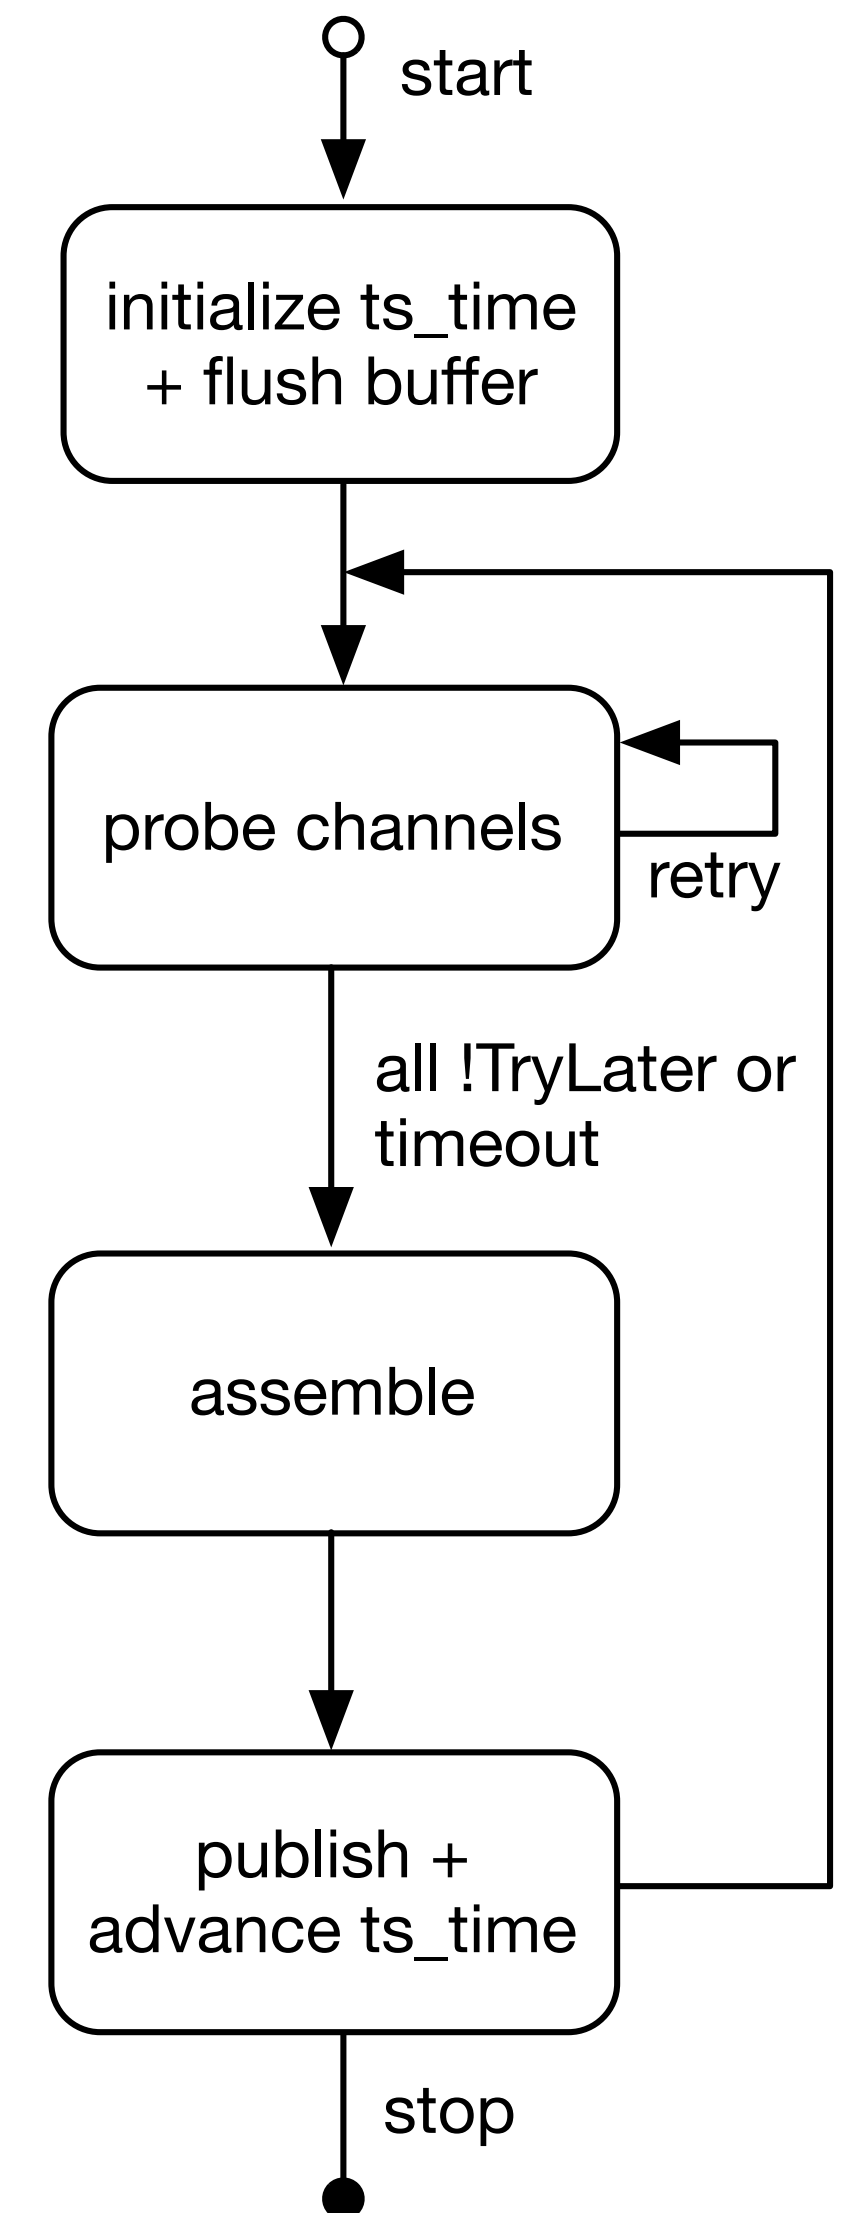 start
initialize ts_time
+ flush buffer
probe channels
retry
all !TryLater or
timeout
assemble
publish +
advance ts_time
stop